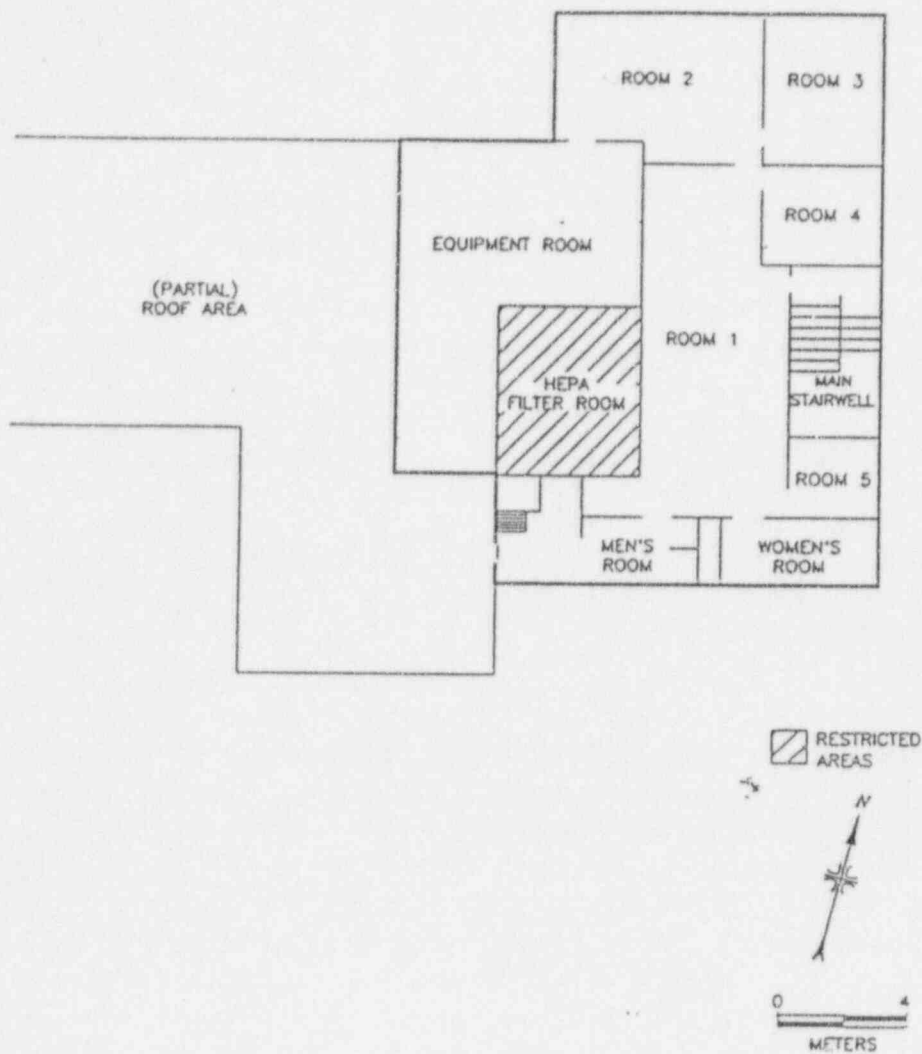 ROOM 2
ROOM 3
ROOM 4
EQUIPMENT ROOM
(PARTIAL)
ROOF AREA
ROOM 1
HEPA
FILTER ROOM
MAIN
STAIRWELL
ROOM 5
MEN'S
ROOM
WOMEN'S
ROOM
RESTRICTED
AREAS
N
0 4
METERS